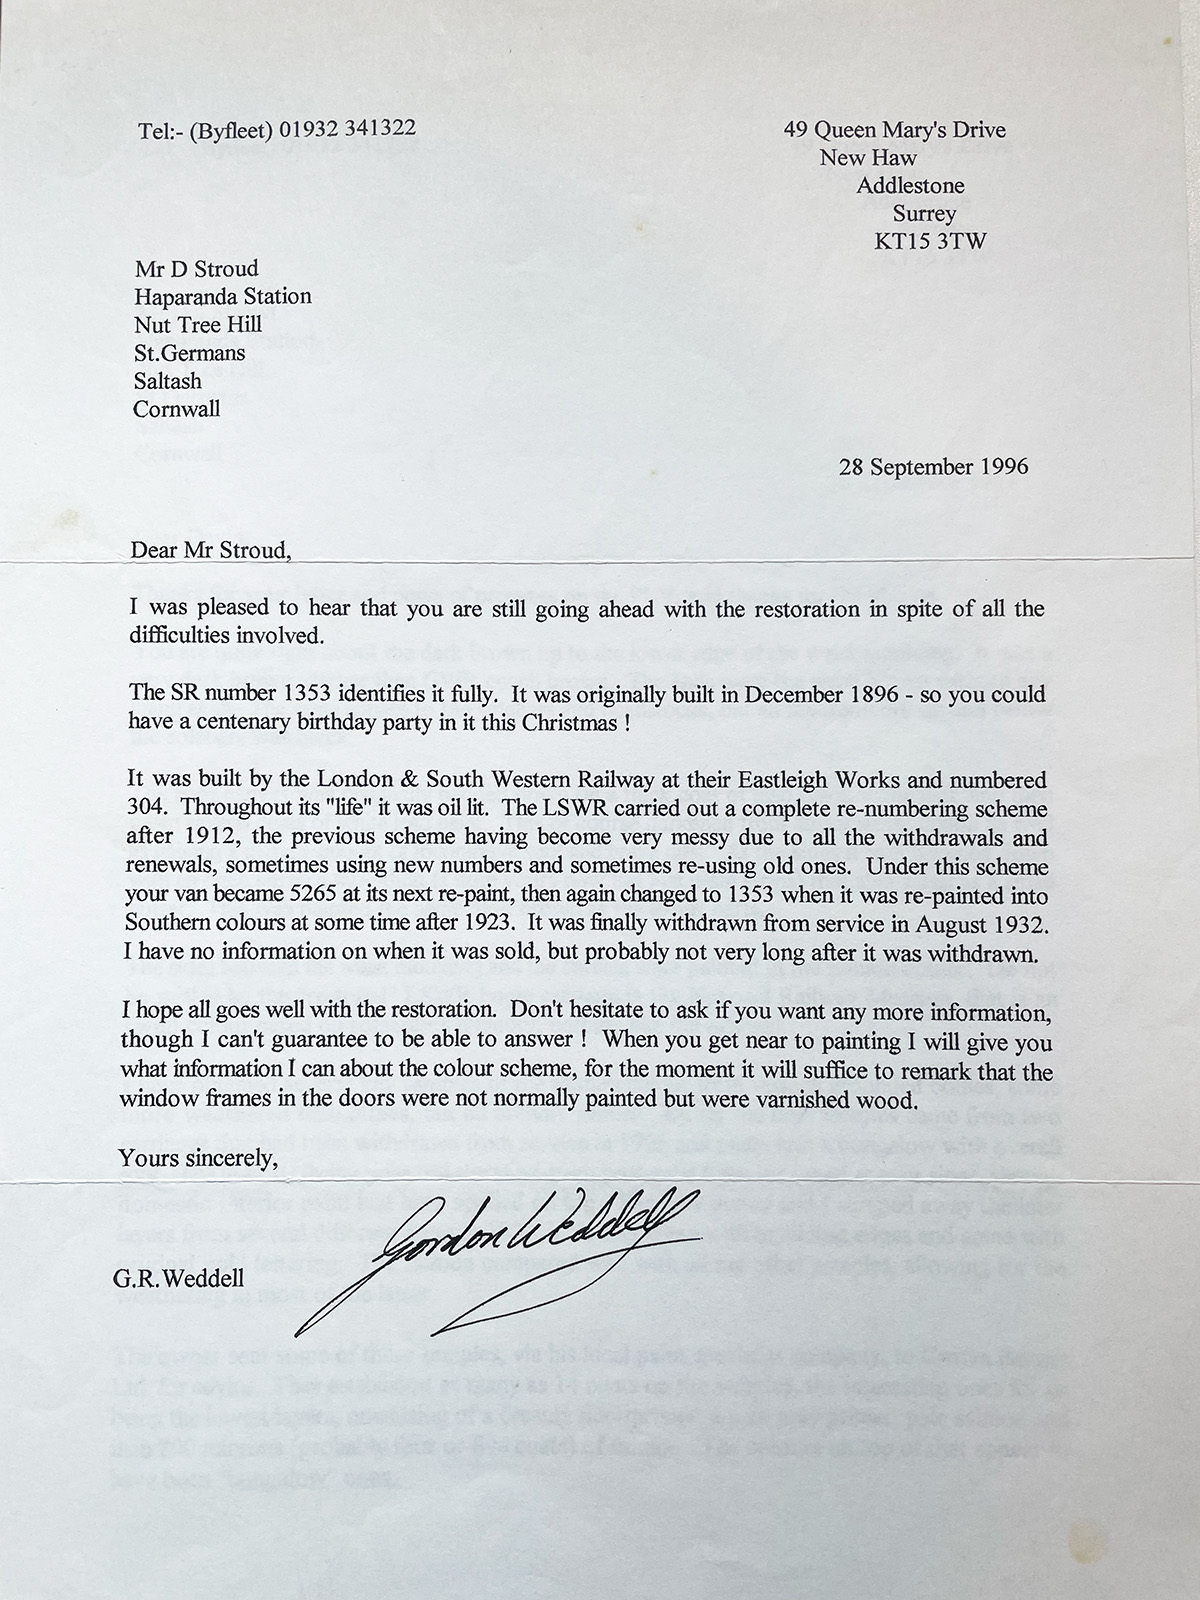 Tel:- (Byfleet) 01932 341322
49 Queen Mary's Drive
New Haw
Addlestone
Surrey
KT15 3TW
Mr D Stroud
Haparanda Station
Nut Tree Hill
St.Germans
Saltash
Cornwall
28 September 1996
Dear Mr Stroud,
I was pleased to hear that you are still going ahead with the restoration in spite of all the
difficulties involved.
The SR number 1353 identifies it fully. It was originally built in December 1896 - so you could
have a centenary birthday party in it this Christmas !
It was built by the London & South Western Railway at their Eastleigh Works and numbered
304. Throughout its "life" it was oil lit. The LSWR carried out a complete re-numbering scheme
after 1912, the previous scheme having become very messy due to all the withdrawals and
renewals, sometimes using new numbers and sometimes re-using old ones. Under this scheme
your van became 5265 at its next re-paint, then again changed to 1353 when it was re-painted into
Southern colours at some time after 1923. It was finally withdrawn from service in August 1932.
I have no information on when it was sold, but probably not very long after it was withdrawn.
I hope all goes well with the restoration. Don't hesitate to ask if you want any more information,
though I can't guarantee to be able to answer ! When you get near to painting I will give you
what information I can about the colour scheme, for the moment it will suffice to remark that the
window frames in the doors were not normally painted but were varnished wood.
Yours sincerely,
Gordon Weddell
G.R.Weddell